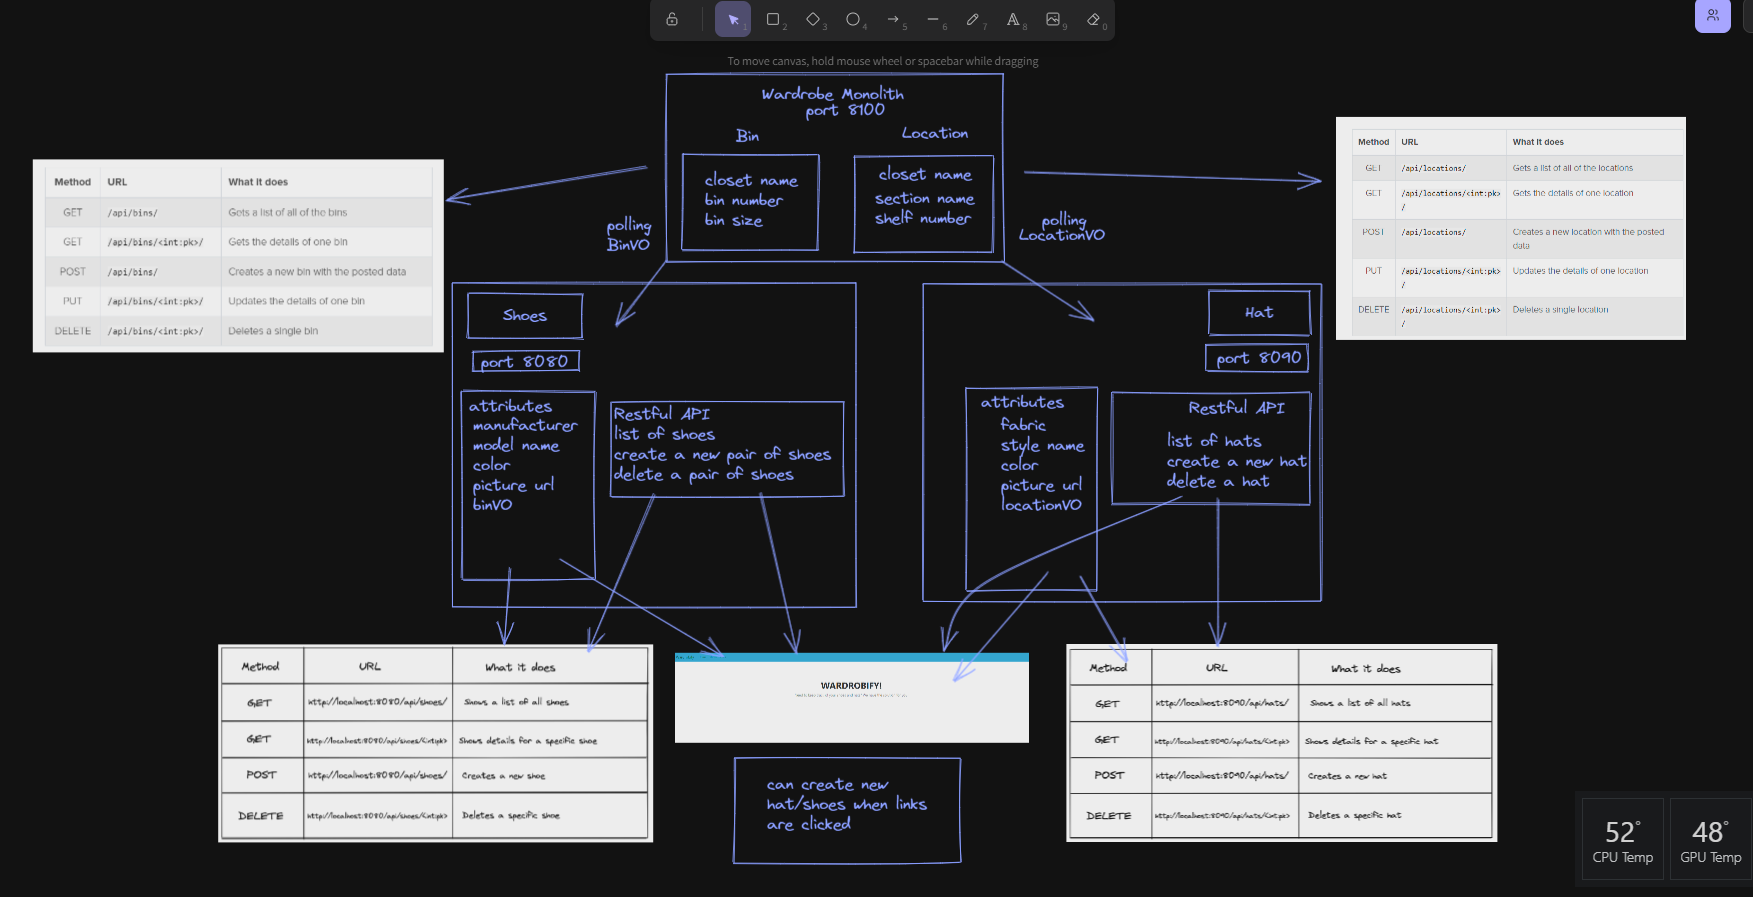 1
2
3
4
5
6
7
8
9
0
To move canvas, hold mouse wheel or spacebar while dragging
Wardrobe Monolith
port 8100
Bin
Location
closet name
bin number
bin size
closet name
section name
shelf number
polling
BinVO
polling
LocationVO
Method URL What it does
GET /api/bins/ Gets a list of all of the bins
GET /api/bins/<int:pk>/ Gets the details of one bin
POST /api/bins/ Creates a new bin with the posted data
PUT /api/bins/<int:pk>/ Updates the details of one bin
DELETE /api/bins/<int:pk>/ Deletes a single bin
Method URL What it does
GET /api/locations/ Gets a list of all of the locations
GET /api/locations/<int:pk> Gets the details of one location
/
POST /api/locations/ Creates a new location with the posted
data
PUT /api/locations/<int:pk> Updates the details of one location
/
DELETE /api/locations/<int:pk> Deletes a single location
/
Shoes
port 8080
attributes
manufacturer
model name
color
picture url
binVO
Restful API
list of shoes
create a new pair of shoes
delete a pair of shoes
Hat
port 8090
attributes
fabric
style name
color
picture url
locationVO
Restful API
list of hats
create a new hat
delete a hat
Method URL What it does
GET http://localhost:8080/api/shoes/ Shows a list of all shoes
GET http://localhost:8080/api/shoes/<int:pk> Shows details for a specific shoe
POST http://localhost:8080/api/shoes/ Creates a new shoe
DELETE http://localhost:8080/api/shoes/<int:pk> Deletes a specific shoe
WARDROBIFY!
can create new
hat/shoes when links
are clicked
Method URL What it does
GET http://localhost:8090/api/hats/ Shows a list of all hats
GET http://localhost:8090/api/hats/<int:pk> Shows details for a specific hat
POST http://localhost:8090/api/hats/ Creates a new hat
DELETE http://localhost:8090/api/hats/<int:pk> Deletes a specific hat
52° 48°
CPU Temp GPU Temp